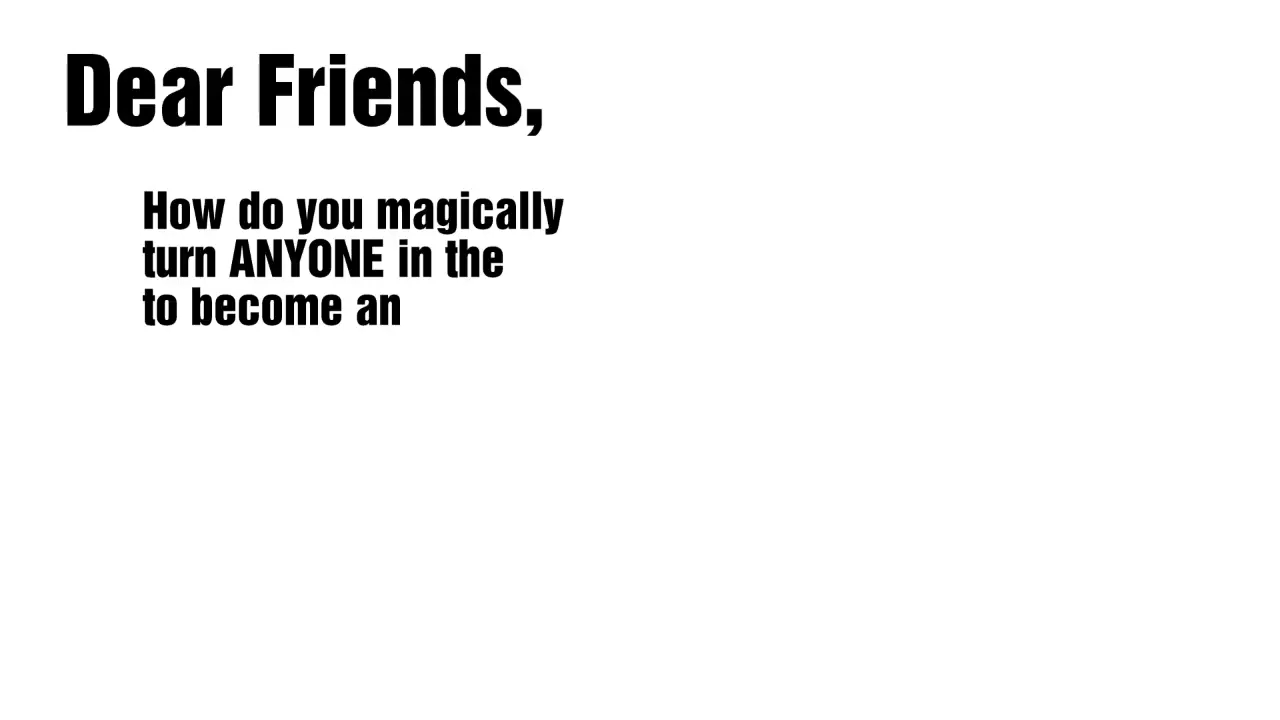 Dear Friends,
How do you magically
turn ANYONE in the
to become an